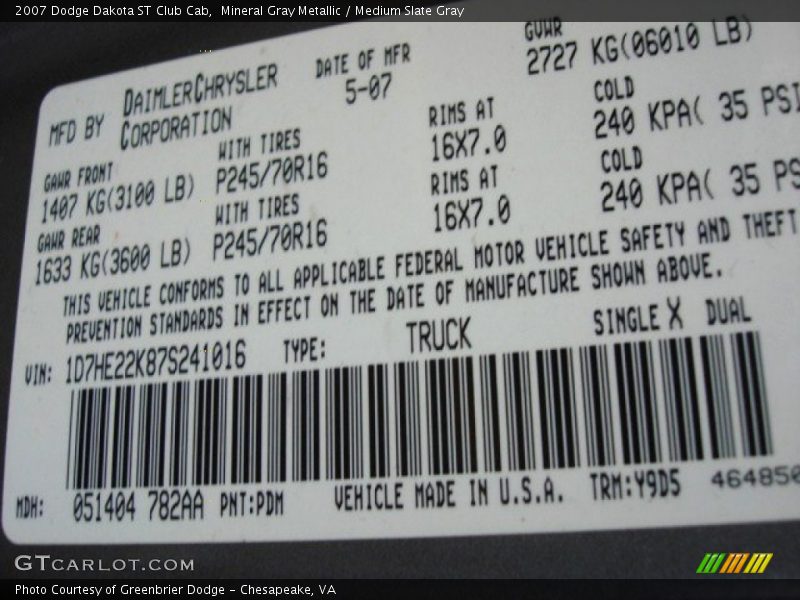 2007 Dodge Dakota ST Club Cab,  Mineral Gray Metallic / Medium Slate Gray
MFD BY DAIMLERCHRYSLER CORPORATION
DATE OF MFR 5-07
GVWR 2727 KG(06010 LB)
GAWR FRONT 1407 KG(3100 LB)
WITH TIRES P245/70R16
RIMS AT 16X7.0
COLD 240 KPA( 35 PSI
GAWR REAR 1633 KG(3600 LB)
WITH TIRES P245/70R16
RIMS AT 16X7.0
COLD 240 KPA( 35 PS
THIS VEHICLE CONFORMS TO ALL APPLICABLE FEDERAL MOTOR VEHICLE SAFETY AND THEFT
PREVENTION STANDARDS IN EFFECT ON THE DATE OF MANUFACTURE SHOWN ABOVE.
VIN: 1D7HE22K87S241016 TYPE: TRUCK SINGLE X DUAL
MDH: 051404 782AA PNT:PDM VEHICLE MADE IN U.S.A. TRM:Y9D5 464850
GTCARLOT.COM
Photo Courtesy of Greenbrier Dodge - Chesapeake, VA